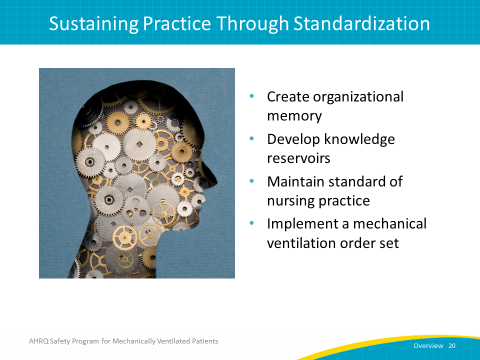 Sustaining Practice Through Standardization
• Create organizational
memory
• Develop knowledge
reservoirs
• Maintain standard of
nursing practice
• Implement a mechanical
ventilation order set
AHRQ Safety Program for Mechanically Ventilated Patients
Overview 20